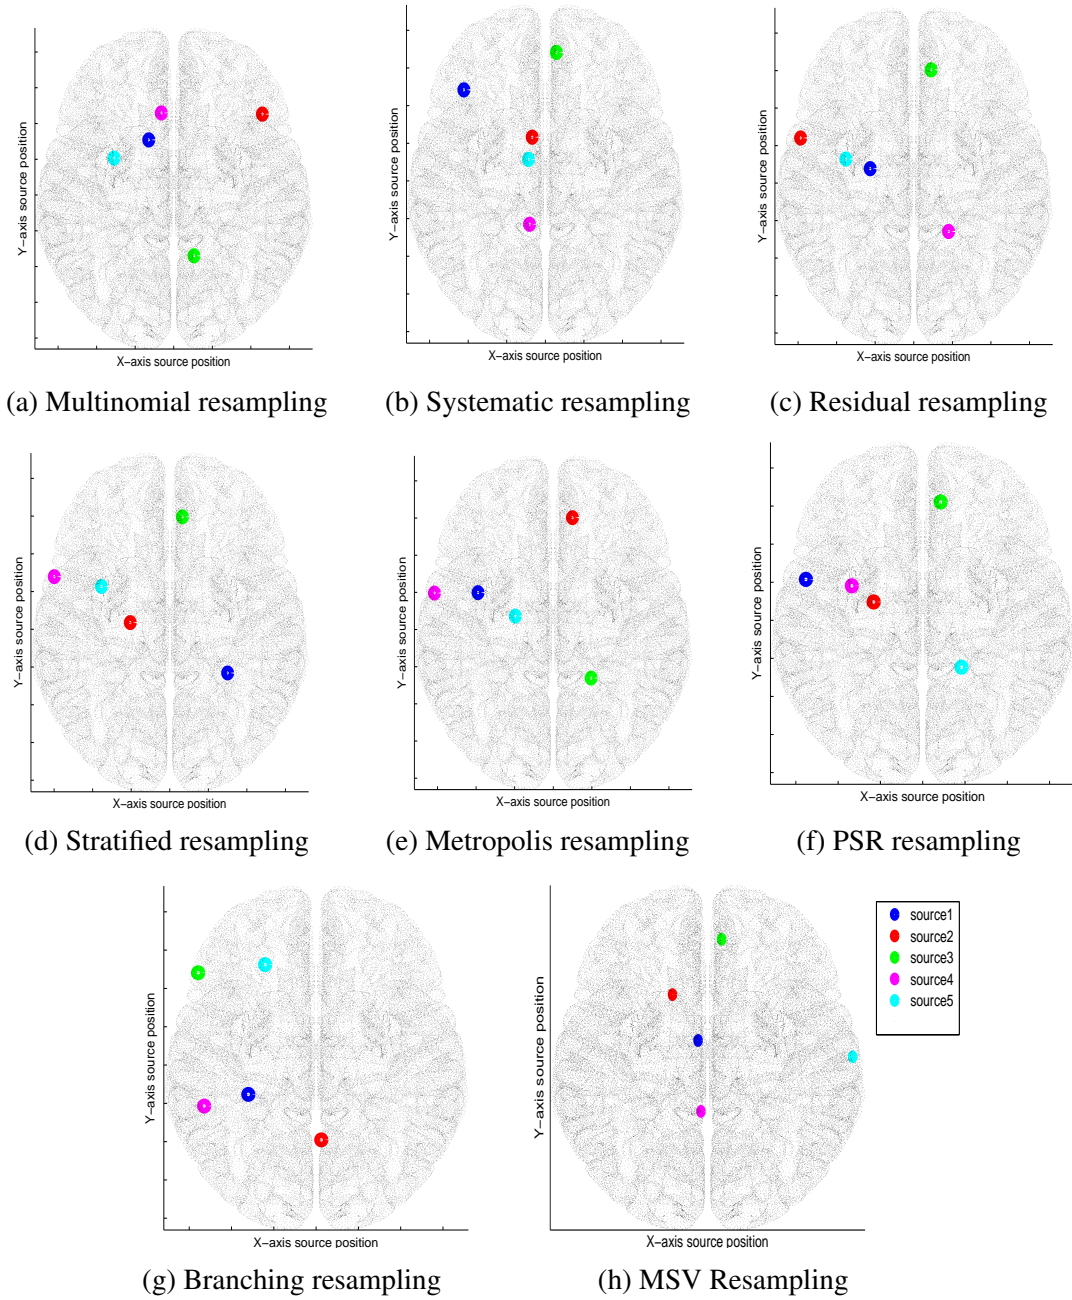 Y-axis source position
X-axis source position
(a) Multinomial resampling
Y-axis source position
X-axis source position
(b) Systematic resampling
Y-axis source position
X-axis source position
(c) Residual resampling
Y-axis source position
X-axis source position
(d) Stratified resampling
Y-axis source position
X-axis source position
(e) Metropolis resampling
Y-axis source position
X-axis source position
(f) PSR resampling
Y-axis source position
X-axis source position
(g) Branching resampling
Y-axis source position
X-axis source position
(h) MSV Resampling
source1
source2
source3
source4
source5